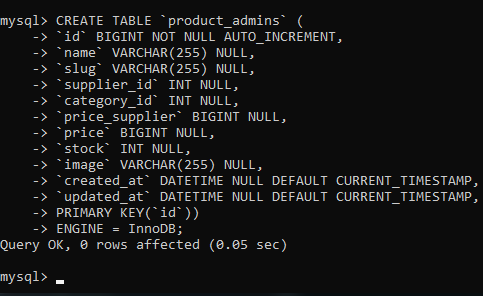 mysql> CREATE TABLE `product_admins` (
    -> `id` BIGINT NOT NULL AUTO_INCREMENT,
    -> `name` VARCHAR(255) NULL,
    -> `slug` VARCHAR(255) NULL,
    -> `supplier_id` INT NULL,
    -> `category_id` INT NULL,
    -> `price_supplier` BIGINT NULL,
    -> `price` BIGINT NULL,
    -> `stock` INT NULL,
    -> `image` VARCHAR(255) NULL,
    -> `created_at` DATETIME NULL DEFAULT CURRENT_TIMESTAMP,
    -> `updated_at` DATETIME NULL DEFAULT CURRENT_TIMESTAMP,
    -> PRIMARY KEY(`id`))
    -> ENGINE = InnoDB;
Query OK, 0 rows affected (0.05 sec)
mysql>